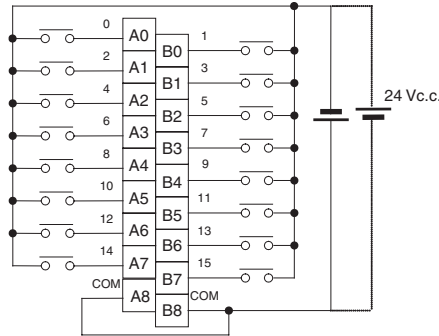 0 A0 1
B0
2 A1 3
B1
4 A2 5 24 Vc.c.
B2
6 A3 7
B3
8 A4 9
B4
10 A5 11
B5
12 A6 13
B6
14 A7 15
B7
COM A8 COM
B8